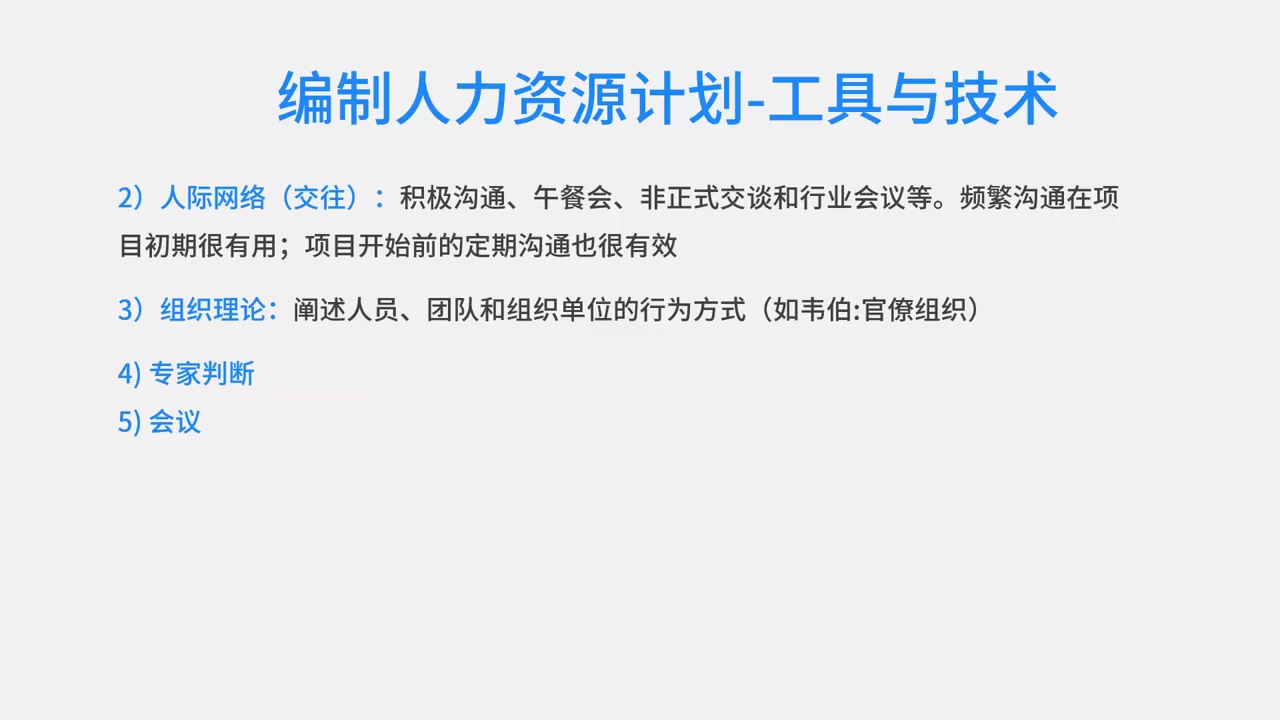 编制人力资源计划-工具与技术
2）人际网络（交往）：积极沟通、午餐会、非正式交谈和行业会议等。频繁沟通在项
目初期很有用；项目开始前的定期沟通也很有效
3）组织理论：阐述人员、团队和组织单位的行为方式（如韦伯:官僚组织）
4) 专家判断
5) 会议